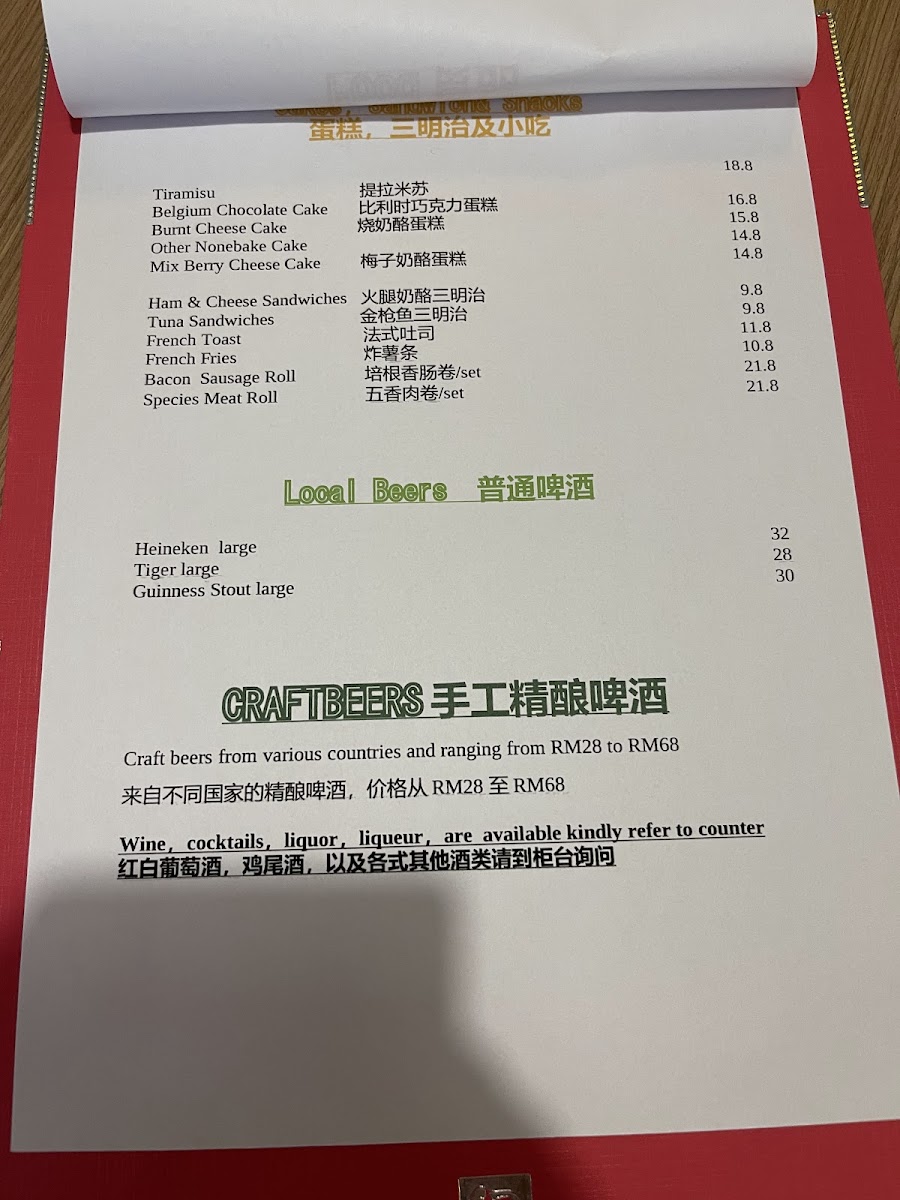 Cakes, Sandwich& Snacks
蛋糕，三明治及小吃
Tiramisu 提拉米苏 18.8
Belgium Chocolate Cake 比利时巧克力蛋糕 16.8
Burnt Cheese Cake 烧奶酪蛋糕 15.8
Other Nonebake Cake 14.8
Mix Berry Cheese Cake 梅子奶酪蛋糕 14.8
Ham & Cheese Sandwiches 火腿奶酪三明治 9.8
Tuna Sandwiches 金枪鱼三明治 9.8
French Toast 法式吐司 11.8
French Fries 炸薯条 10.8
Bacon Sausage Roll 培根香肠卷/set 21.8
Species Meat Roll 五香肉卷/set 21.8
Local Beers 普通啤酒
Heineken large 32
Tiger large 28
Guinness Stout large 30
CRAFTBEERS 手工精酿啤酒
Craft beers from various countries and ranging from RM28 to RM68
来自不同国家的精酿啤酒，价格从 RM28 至 RM68
Wine，cocktails，liquor，liqueur，are available kindly refer to counter
红白葡萄酒，鸡尾酒，以及各式其他酒类请到柜台询问